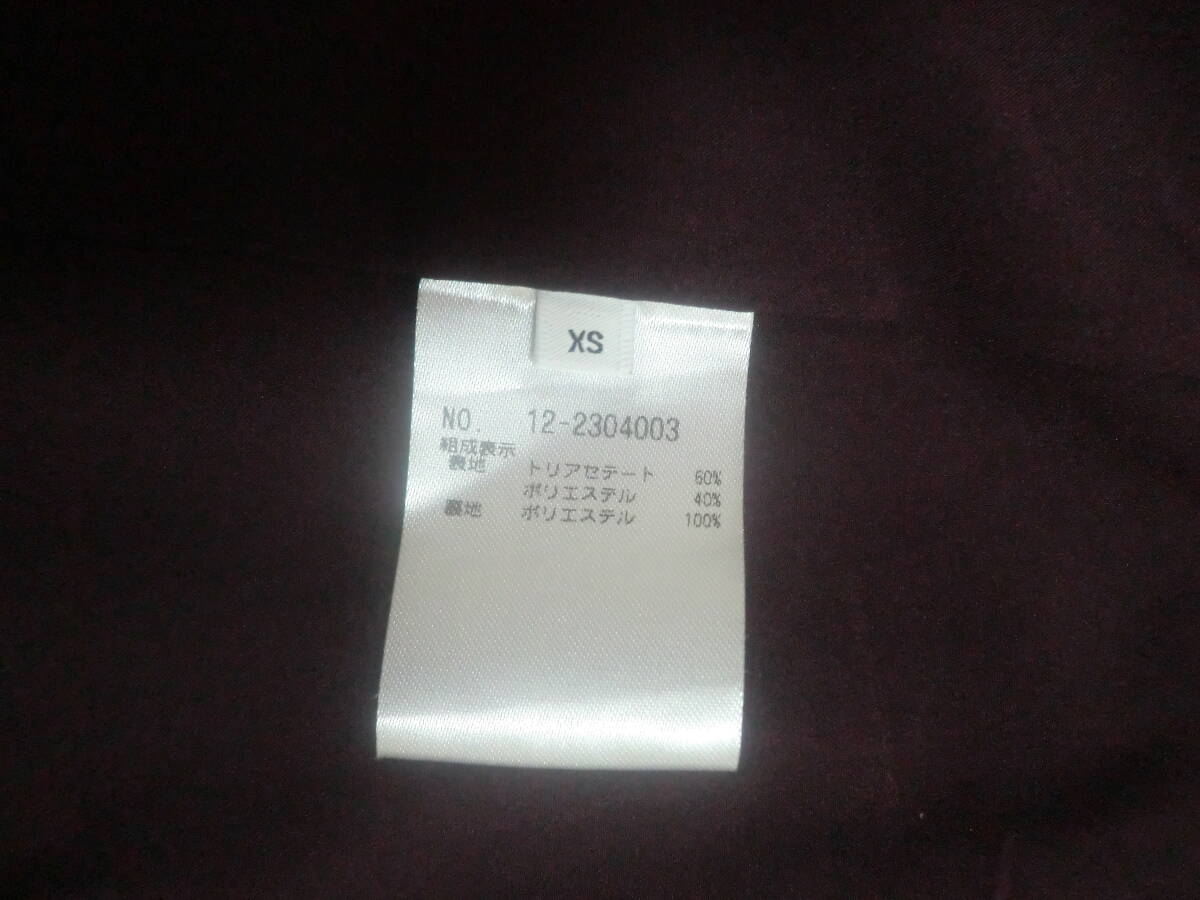 XS
NO. 12-2304003
組成表示
表地 トリアセテート 60%
ポリエステル 40%
裏地 ポリエステル 100%